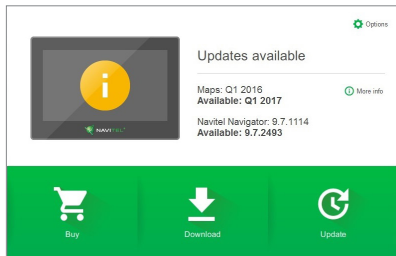 Options
Updates available
Maps: Q1 2016
Available: Q1 2017
More info
Navitel Navigator: 9.7.1114
Available: 9.7.2493
NAVITEL
Buy
Download
Update